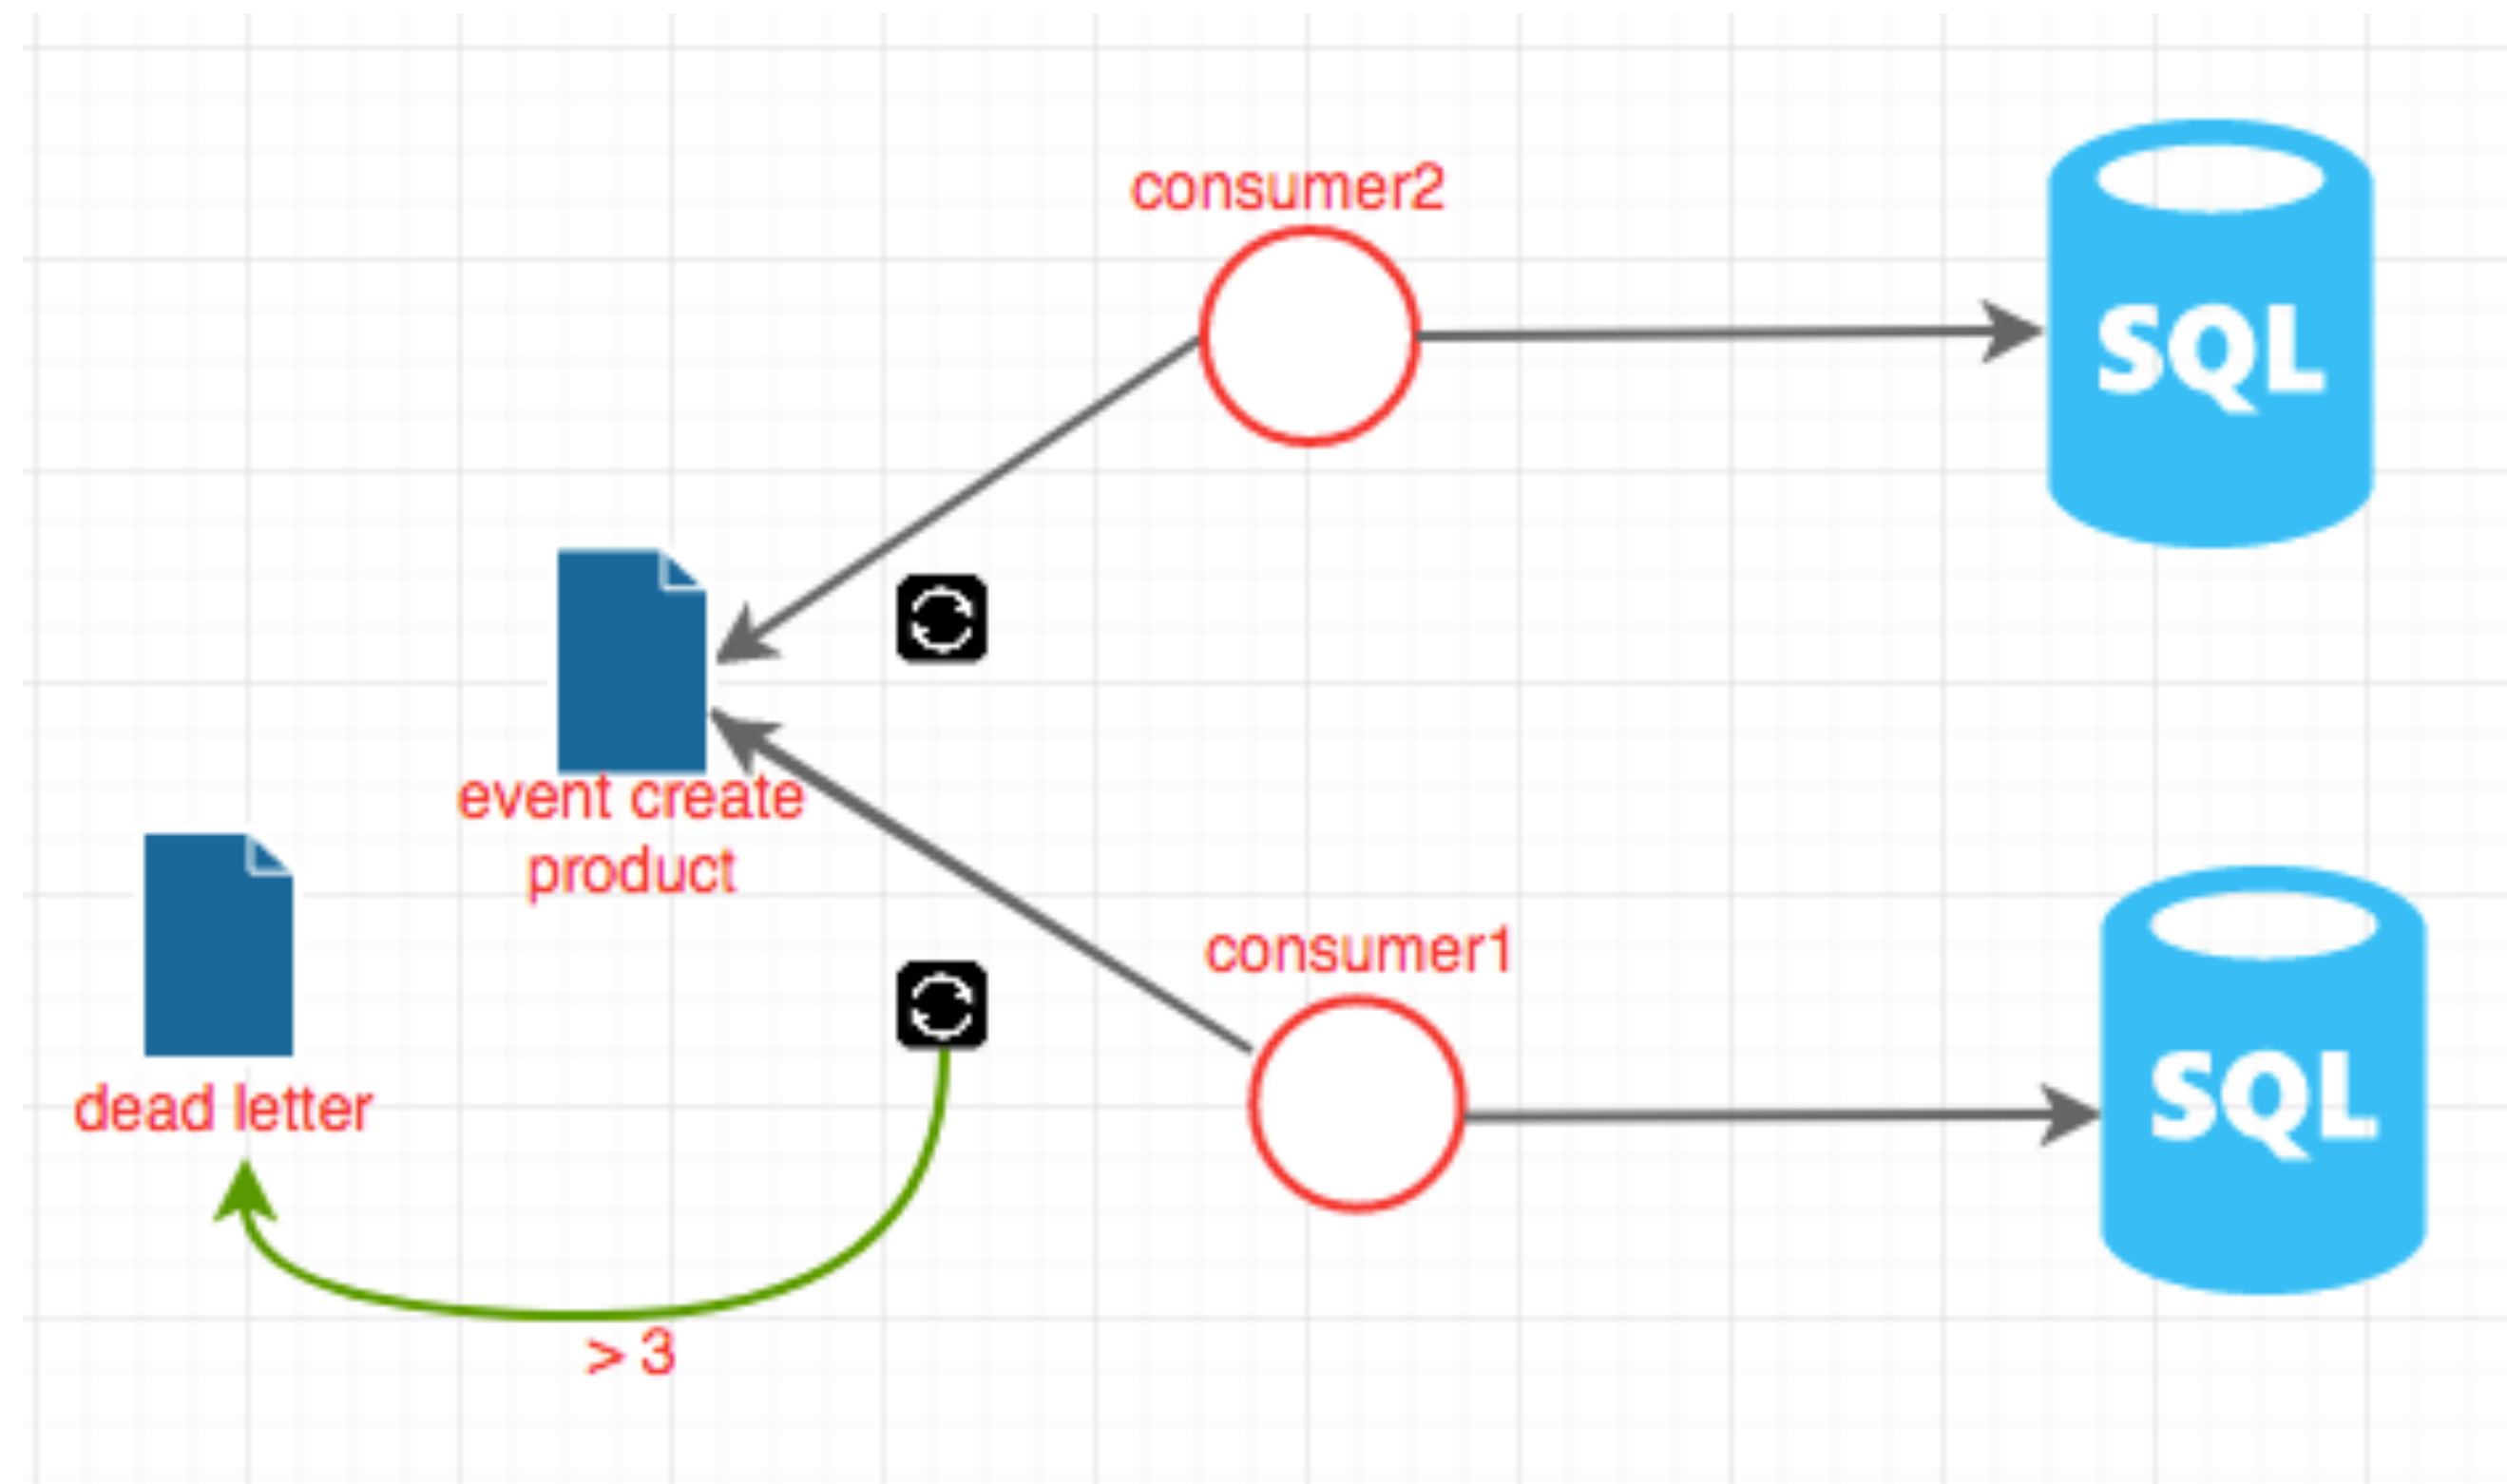 consumer2
SQL
event create
product
consumer1
dead letter
SQL
> 3